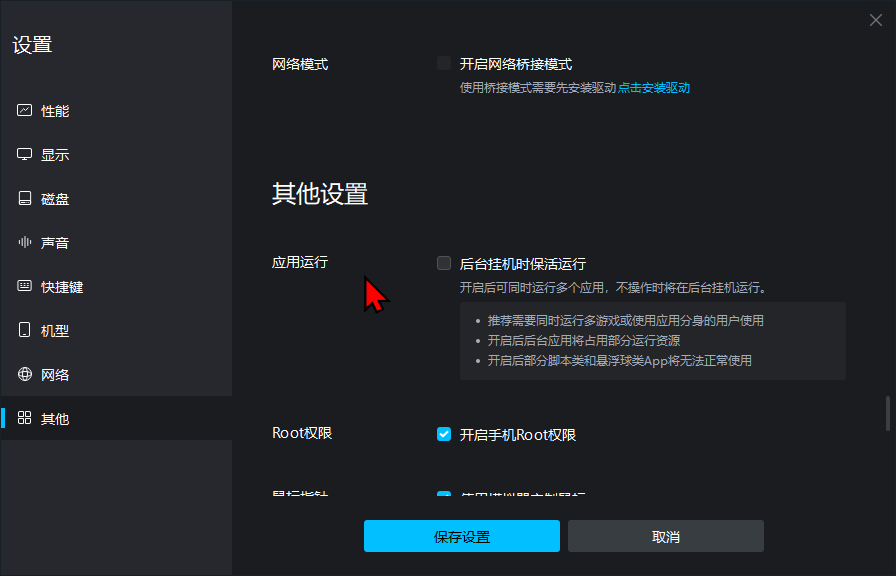 设置
性能
显示
磁盘
声音
快捷键
机型
网络
其他
网络模式
开启网络桥接模式
使用桥接模式需要先安装驱动 点击安装驱动
其他设置
应用运行
后台挂机时保活运行
开启后可同时运行多个应用，不操作时将在后台挂机运行。
推荐需要同时运行多游戏或使用应用分身的用户使用
开启后后台应用将占用部分运行资源
开启后部分脚本类和悬浮球类App将无法正常使用
Root权限
开启手机Root权限
鼠标指针
保存设置
取消